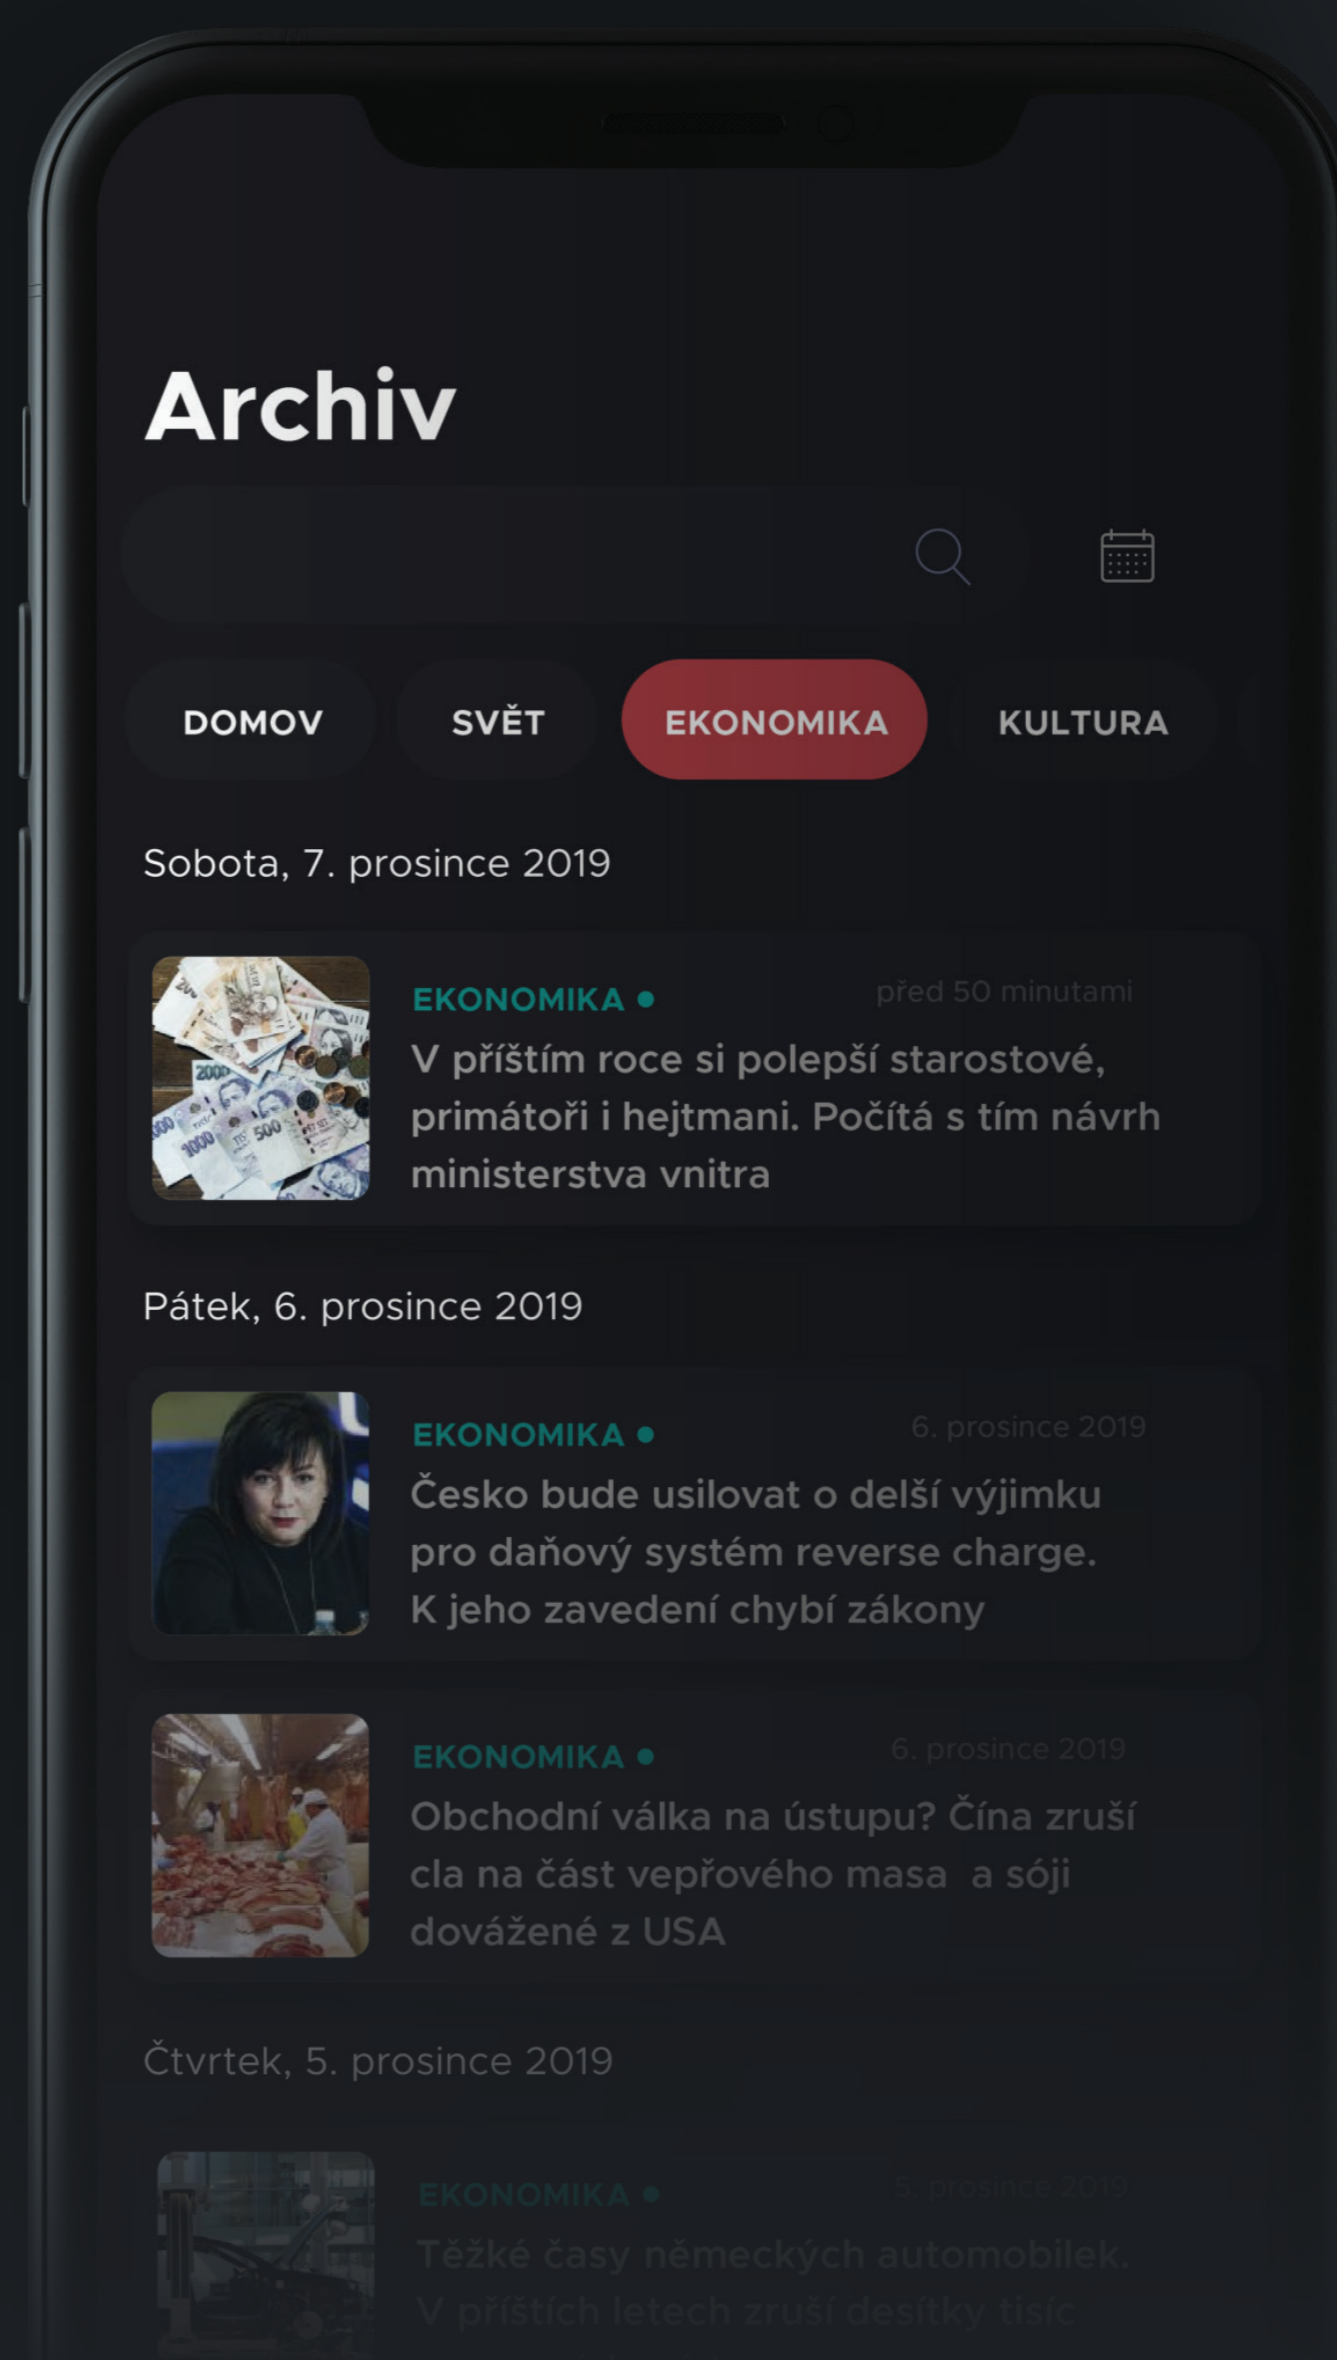 Archiv
DOMOV SVĚT EKONOMIKA KULTURA
Sobota, 7. prosince 2019
EKONOMIKA
před 50 minutami
V příštím roce si polepší starostové,
primátoři i hejtmani. Počítá s tím návrh
ministerstva vnitra
2000
1000
500
Pátek, 6. prosince 2019
EKONOMIKA
6. prosince 2019
Česko bude usilovat o delší výjimku
pro daňový systém reverse charge.
K jeho zavedení chybí zákony
EKONOMIKA
6. prosince 2019
Obchodní válka na ústupu? Čína zruší
cla na část vepřového masa a sóji
dovážené z USA
Čtvrtek, 5. prosince 2019
EKONOMIKA
5. prosince 2019
Těžké časy německých automobilek.
V příštích letech zruší desítky tisíc